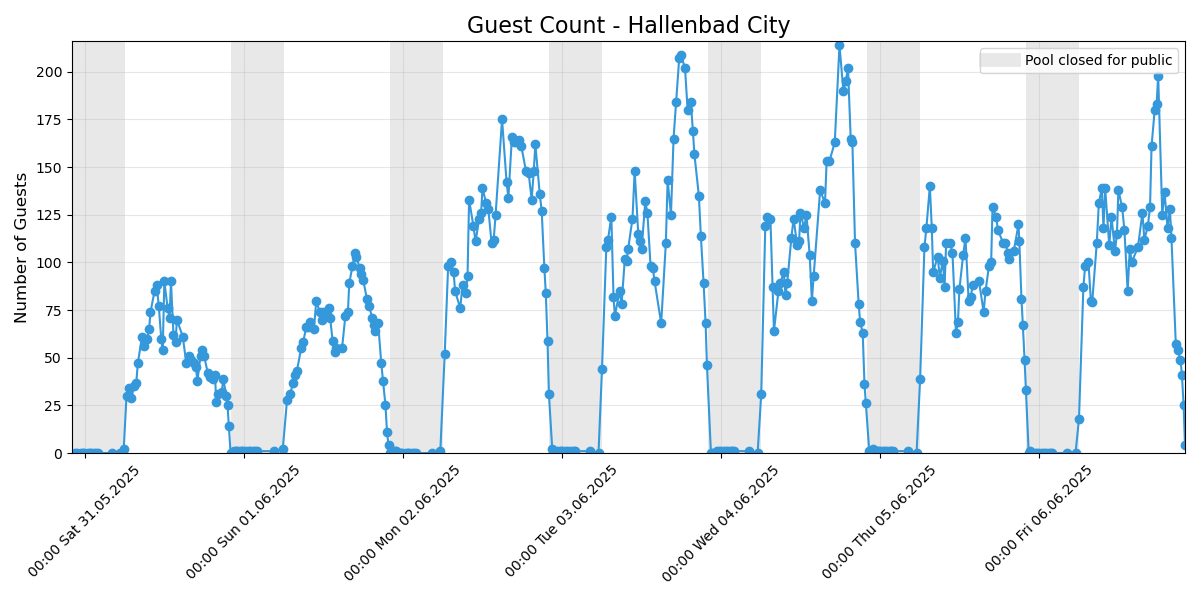 Guest Count - Hallenbad City
Pool closed for public
Number of Guests
200
175
150
125
100
75
50
25
0
00:00 Sat 31.05.2025
00:00 Sun 01.06.2025
00:00 Mon 02.06.2025
00:00 Tue 03.06.2025
00:00 Wed 04.06.2025
00:00 Thu 05.06.2025
00:00 Fri 06.06.2025